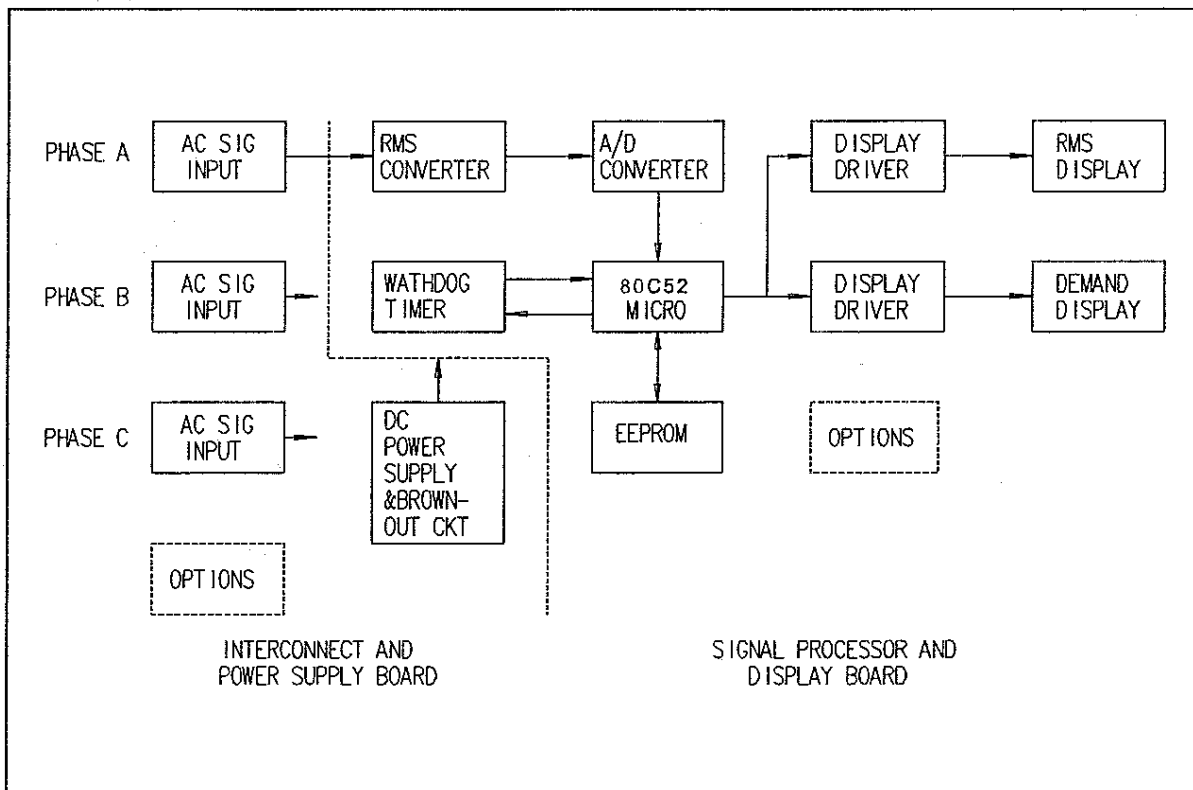 PHASE A
AC SIG
INPUT
RMS
CONVERTER
A/D
CONVERTER
DISPLAY
DRIVER
RMS
DISPLAY
PHASE B
AC SIG
INPUT
WATHDOG
TIMER
80C52
MICRO
DISPLAY
DRIVER
DEMAND
DISPLAY
PHASE C
AC SIG
INPUT
DC
POWER
SUPPLY
&BROWN-
OUT CKT
EEPROM
OPTIONS
OPTIONS
INTERCONNECT AND
POWER SUPPLY BOARD
SIGNAL PROCESSOR AND
DISPLAY BOARD